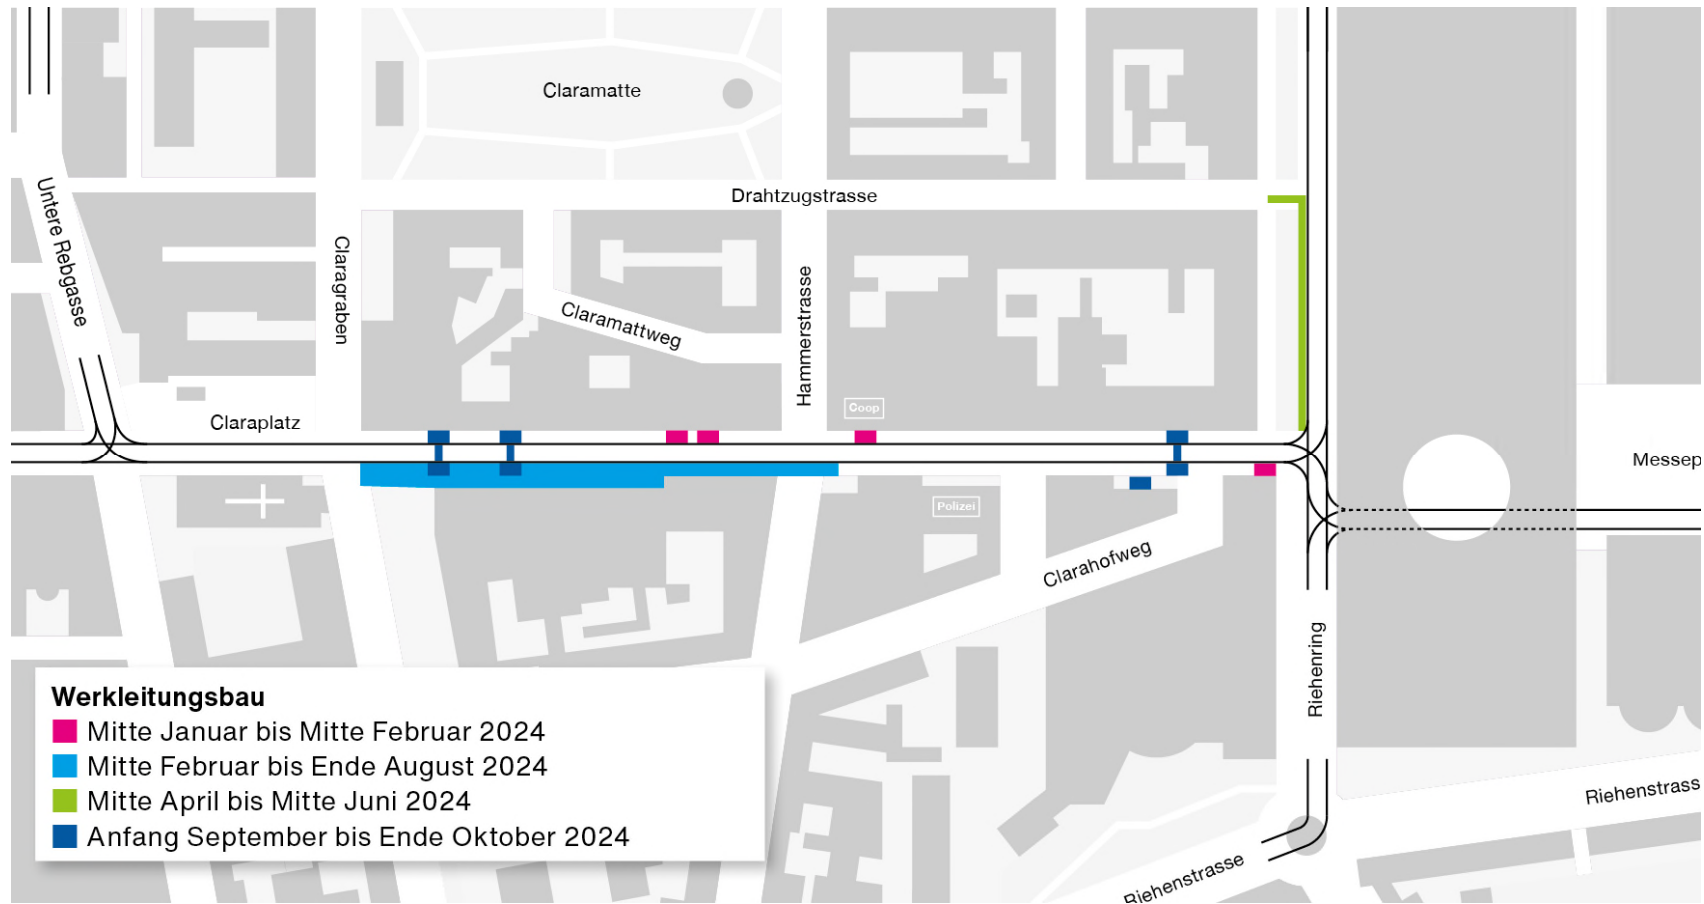 Claramatte
Drahtzugstrasse
Untere Rebgasse
Claragraben
Claramattweg
Hammerstrasse
Coop
Claraplatz
Messep
Polizei
Clarahofweg
Riehenring
Werkleitungsbau
Mitte Januar bis Mitte Februar 2024
Mitte Februar bis Ende August 2024
Mitte April bis Mitte Juni 2024
Anfang September bis Ende Oktober 2024
Riehenstrass
Riehenstrasse